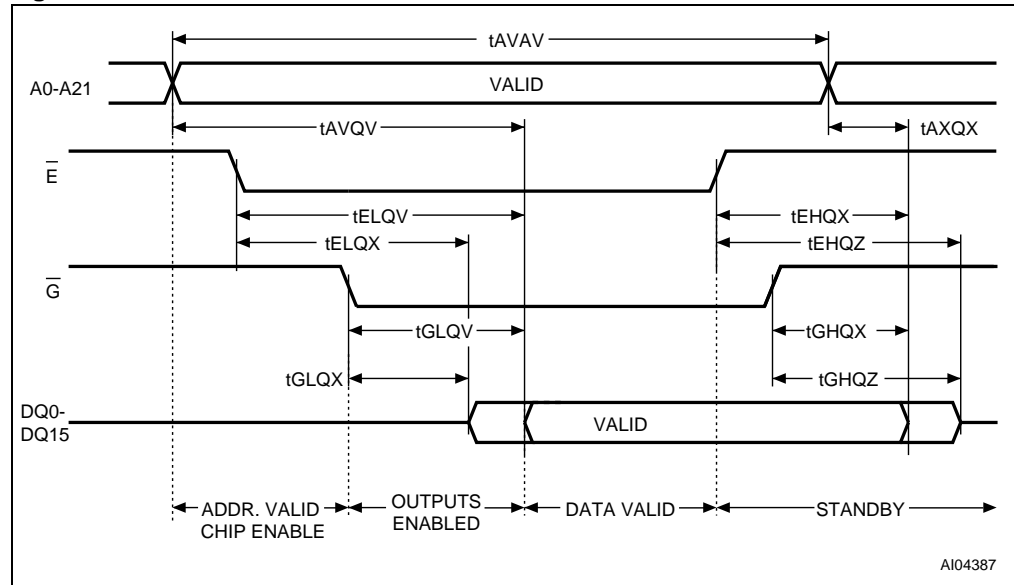 tAVAV
A0-A21
VALID
tAVQV
tAXQX
E
tELQV
tEHQX
tELQX
tEHQZ
G
tGLQV
tGHQX
tGLQX
tGHQZ
DQ0-
DQ15
VALID
ADDR. VALID
CHIP ENABLE
OUTPUTS
ENABLED
DATA VALID
STANDBY
AI04387